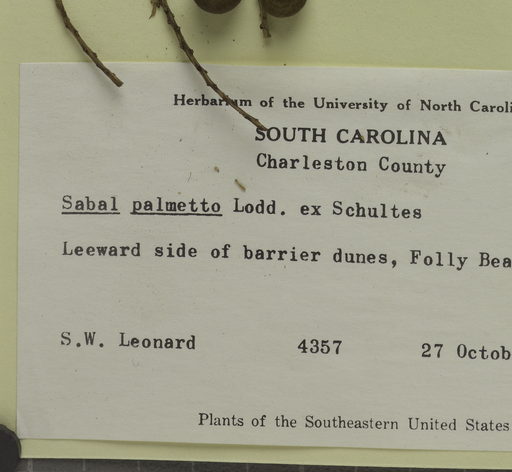 Herbarium of the University of North Caroli
SOUTH CAROLINA
Charleston County
Sabal palmetto Lodd. ex Schultes
Leeward side of barrier dunes, Folly Bea
S.W. Leonard 4357 27 Octob
Plants of the Southeastern United States